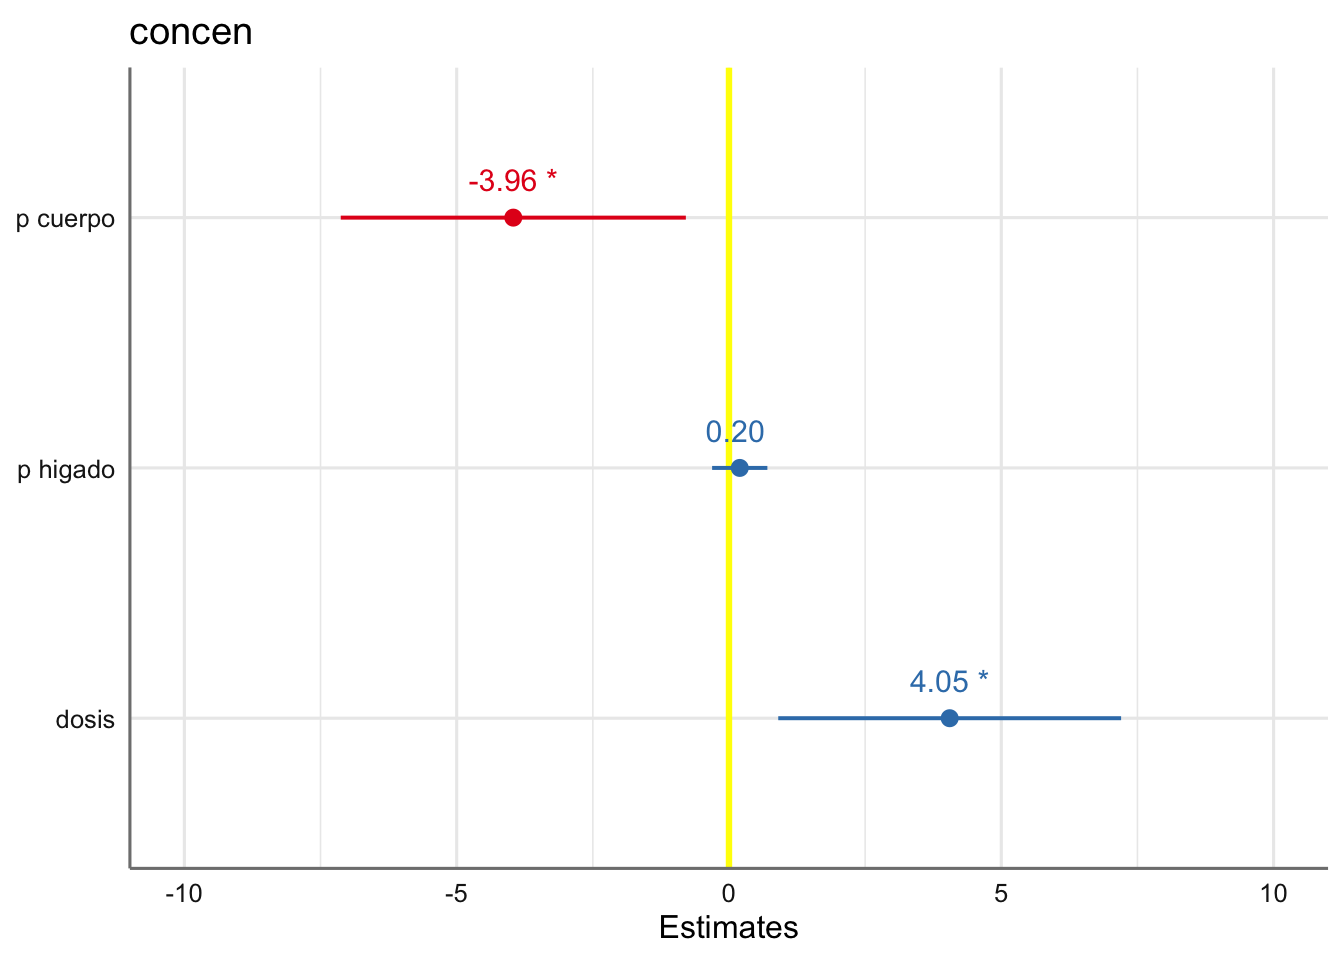 concen
-3.96 *
p cuerpo
0.20
p higado
4.05 *
dosis
-10 -5 0 5 10
Estimates